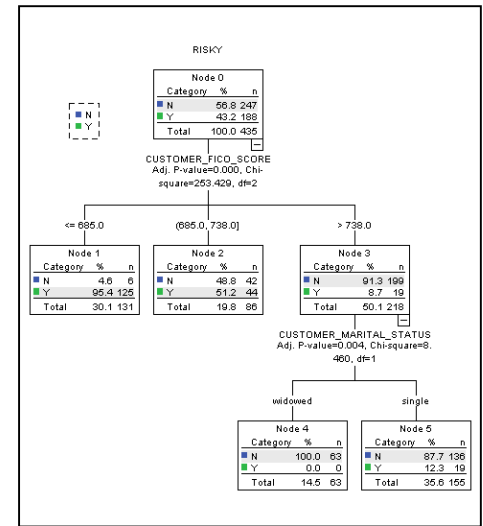 RISKY
Node 0
Category % n
N 56.8 247
Y 43.2 188
Total 100.0 435
N
Y
CUSTOMER_FICO_SCORE
Adj. P-value=0.000, Chi-
square=253.429, df=2
<= 685.0
(685.0, 738.0]
> 738.0
Node 1
Category % n
N 4.6 6
Y 95.4 125
Total 30.1 131
Node 2
Category % n
N 48.8 42
Y 51.2 44
Total 19.8 86
Node 3
Category % n
N 91.3 199
Y 8.7 19
Total 50.1 218
CUSTOMER_MARITAL_STATUS
Adj. P-value=0.004, Chi-square=8.
460, df=1
widowed
single
Node 4
Category % n
N 100.0 63
Y 0.0 0
Total 14.5 63
Node 5
Category % n
N 87.7 136
Y 12.3 19
Total 35.6 155